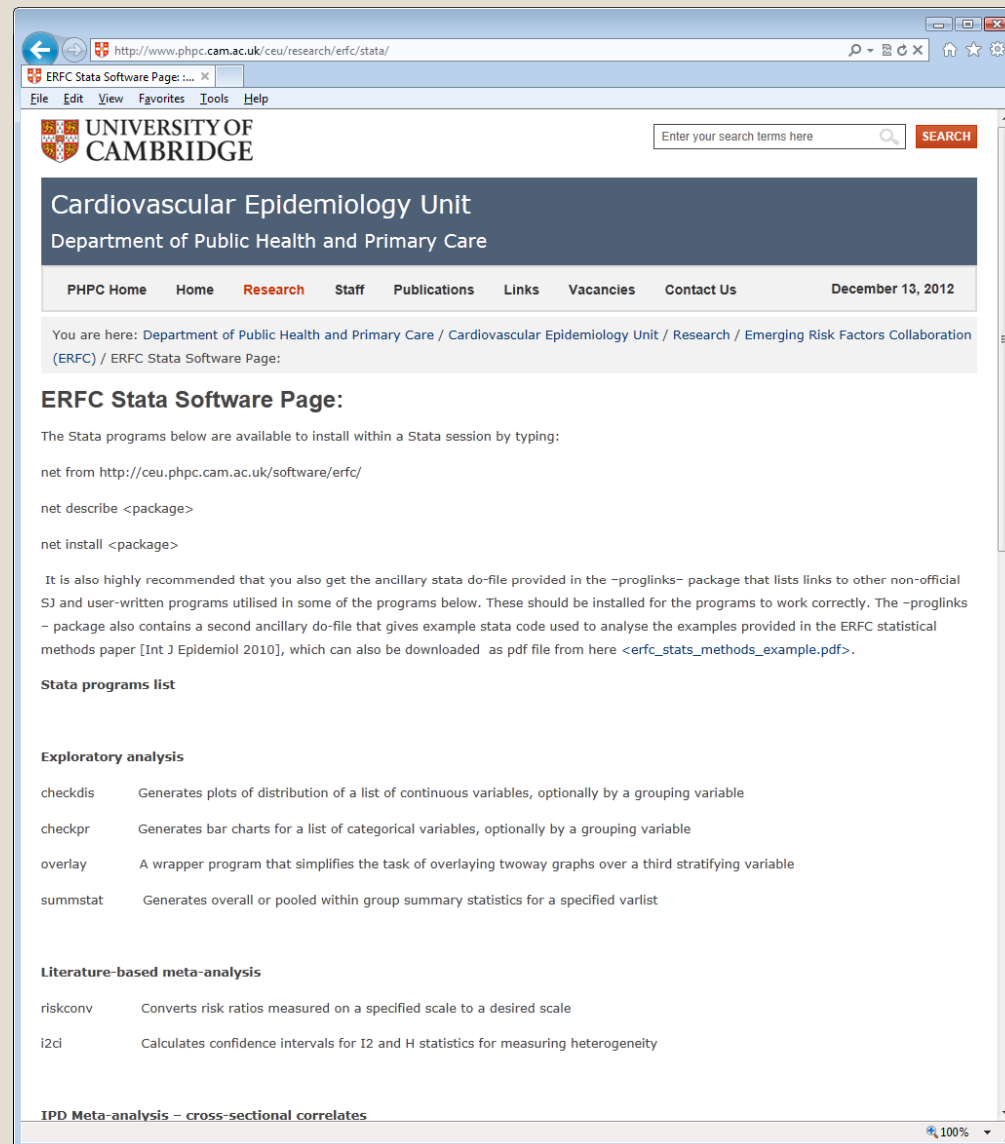 http://www.phpc.cam.ac.uk/ceu/research/erfc/stata/
ERFC Stata Software Page: :...
File Edit View Favorites Tools Help
UNIVERSITY OF
CAMBRIDGE
Enter your search terms here
SEARCH
Cardiovascular Epidemiology Unit
Department of Public Health and Primary Care
PHPC Home Home Research Staff Publications Links Vacancies Contact Us December 13, 2012
You are here: Department of Public Health and Primary Care / Cardiovascular Epidemiology Unit / Research / Emerging Risk Factors Collaboration
(ERFC) / ERFC Stata Software Page:
ERFC Stata Software Page:
The Stata programs below are available to install within a Stata session by typing:
net from http://ceu.phpc.cam.ac.uk/software/erfc/
net describe <package>
net install <package>
It is also highly recommended that you also get the ancillary stata do-file provided in the –proglinks– package that lists links to other non-official
SJ and user-written programs utilised in some of the programs below. These should be installed for the programs to work correctly. The –proglinks
– package also contains a second ancillary do-file that gives example stata code used to analyse the examples provided in the ERFC statistical
methods paper [Int J Epidemiol 2010], which can also be downloaded as pdf file from here <erfc_stats_methods_example.pdf>.
Stata programs list
Exploratory analysis
checkdis Generates plots of distribution of a list of continuous variables, optionally by a grouping variable
checkpr Generates bar charts for a list of categorical variables, optionally by a grouping variable
overlay A wrapper program that simplifies the task of overlaying twoway graphs over a third stratifying variable
summstat Generates overall or pooled within group summary statistics for a specified varlist
Literature-based meta-analysis
riskconv Converts risk ratios measured on a specified scale to a desired scale
i2ci Calculates confidence intervals for I2 and H statistics for measuring heterogeneity
IPD Meta-analysis – cross-sectional correlates
100%